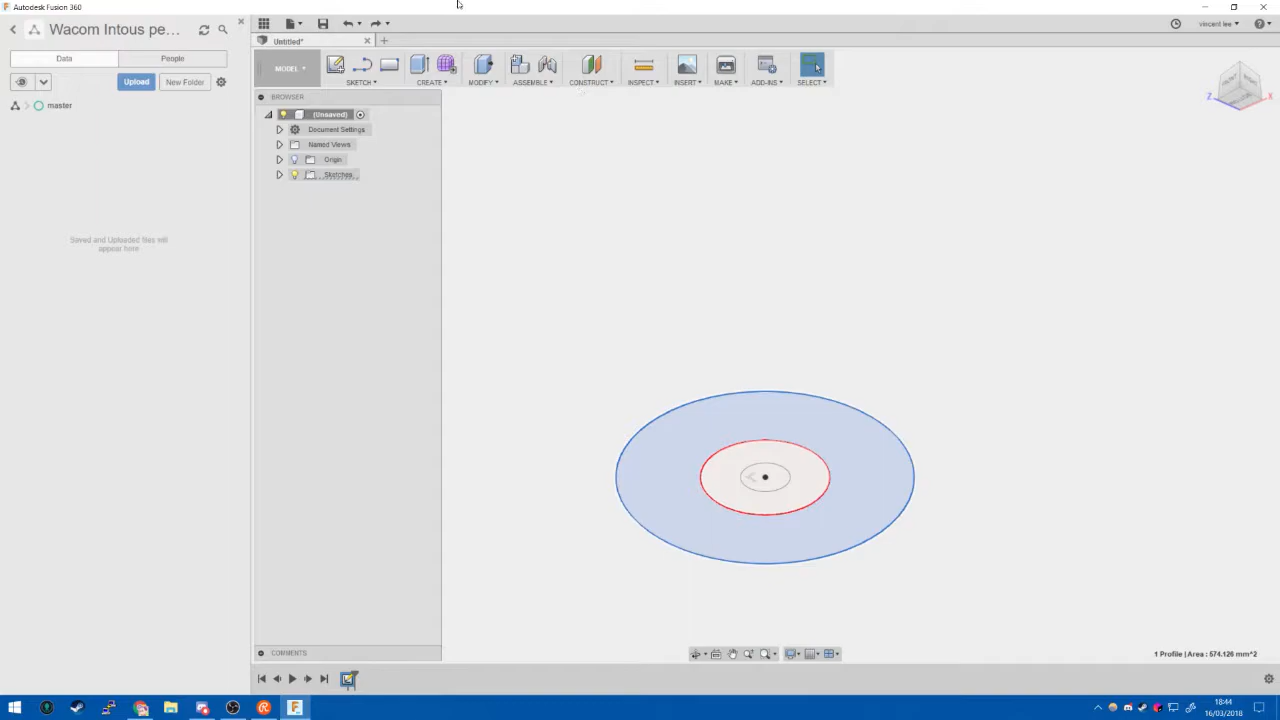 Autodesk Fusion 360
Wacom Intous pe...
Data
People
Upload
New Folder
master
Saved and Uploaded files will
appear here
Untitled*
vincent lee
MODEL
SKETCH
CREATE
MODIFY
ASSEMBLE
CONSTRUCT
INSPECT
INSERT
MAKE
ADD-INS
SELECT
BROWSER
(Unsaved)
Document Settings
Named Views
Origin
Sketches
Z
X
COMMENTS
1 Profile | Area : 574.126 mm^2
18:44
16/03/2018